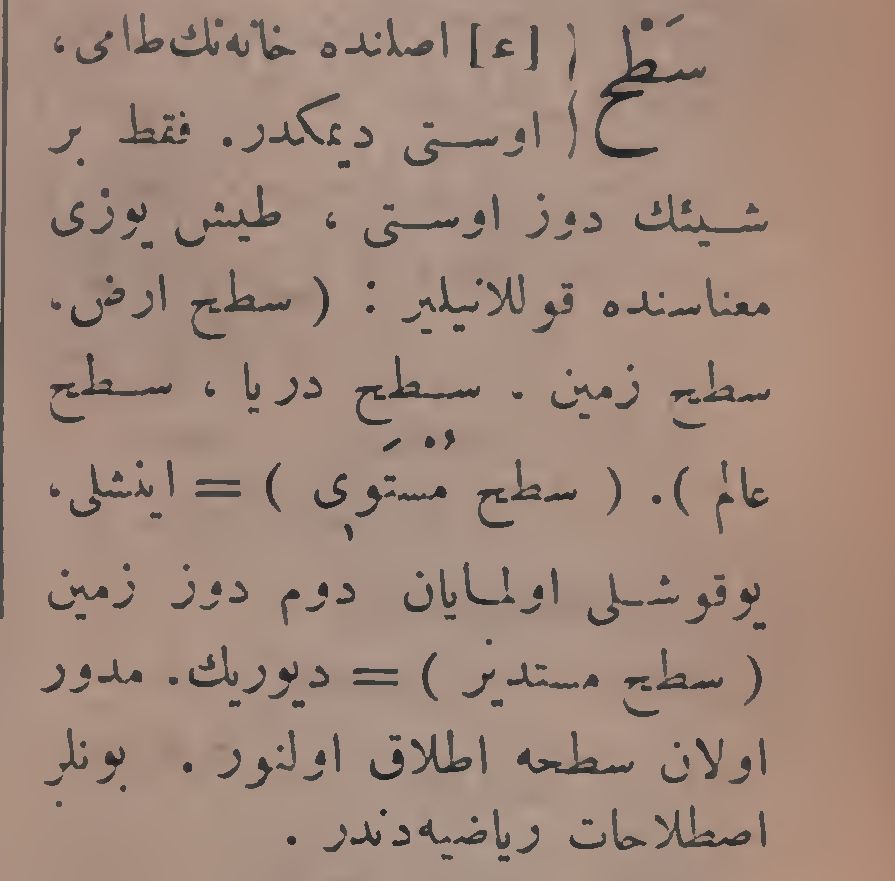 سَطْح ( [ع] اصلنده خانه‌نك طامی،
( اوستی دیمكدر. فقط بر
شیئك دوز اوستی ، طیش یوزی
معناسنده قوللانیلیر : ( سطح ارض.
سطح زمین . سطح دریا ، سطح
عالم ). ( سطح مُسْتَوِی ) = اینشلی.
یوقوشلی اولمایان دوم دوز زمین
( سطح مستدیر ) = دیوریك. مدور
اولان سطحه اطلاق اولنور . بونلر
اصطلاحات ریاضیه‌دندر .